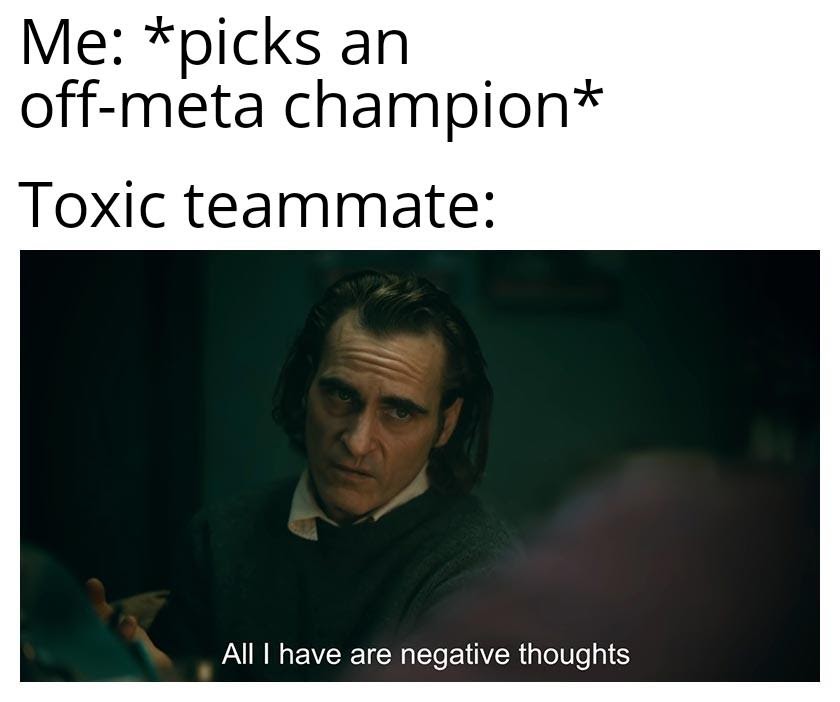 Me: *picks an
off-meta champion*
Toxic teammate:
All I have are negative thoughts